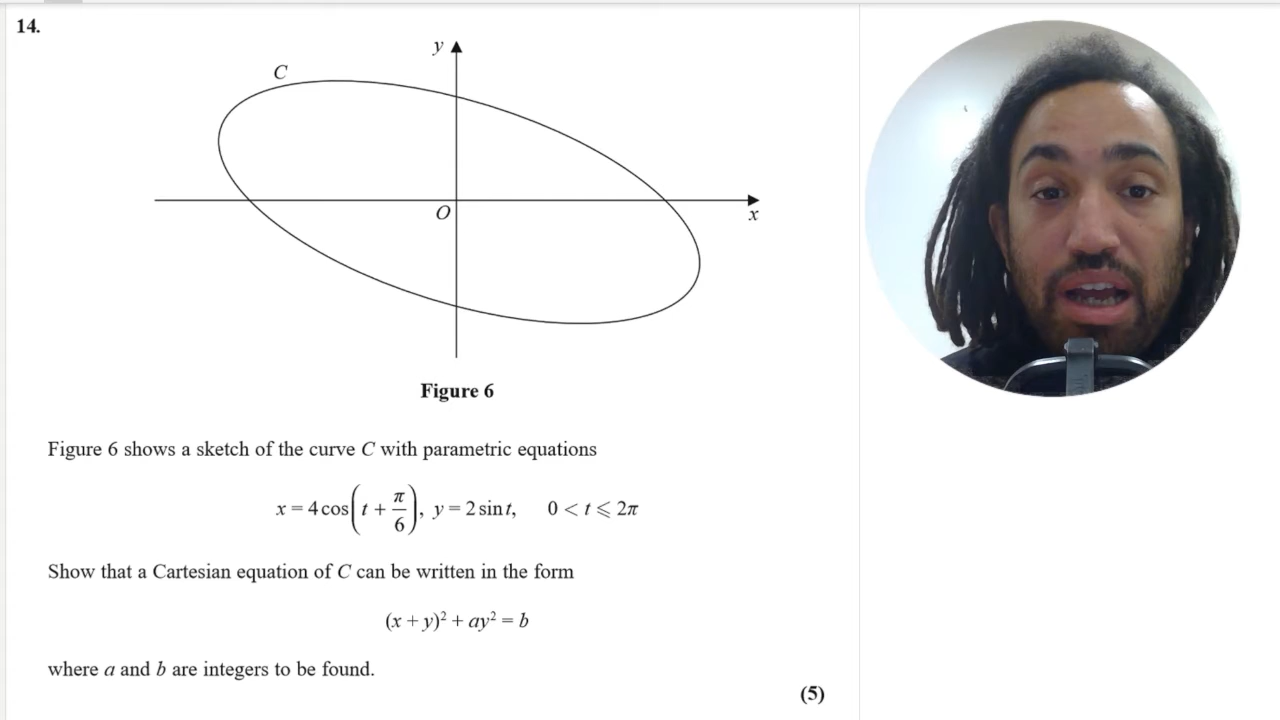 14.
y
C
O
x
Figure 6
Figure 6 shows a sketch of the curve C with parametric equations
x = 4cos(t + π/6), y = 2 sin t, 0 < t ⩽ 2π
Show that a Cartesian equation of C can be written in the form
(x + y)² + ay² = b
where a and b are integers to be found.
(5)